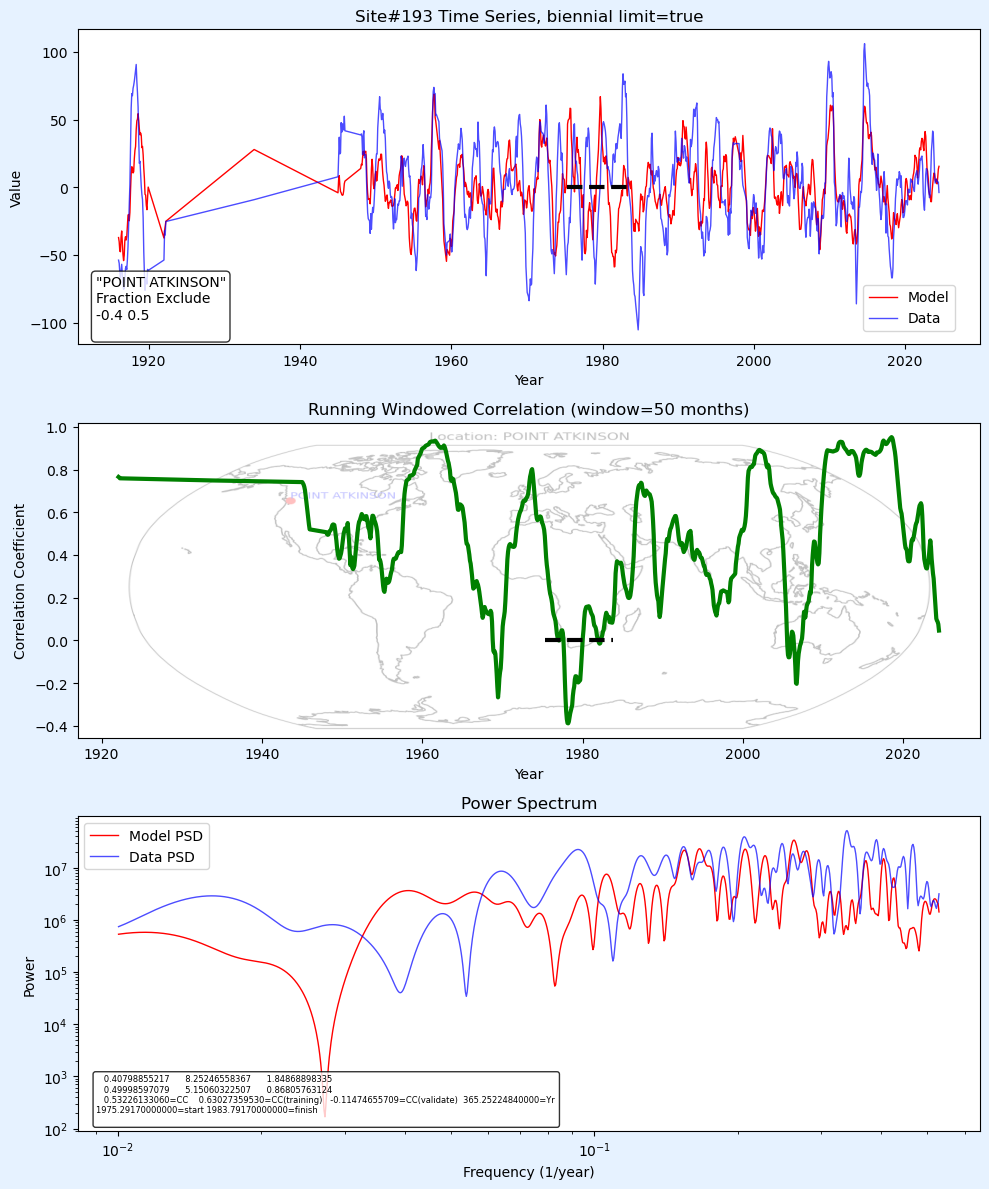 Site#193 Time Series, biennial limit=true
Value
100
50
0
−50
−100
"POINT ATKINSON"
Fraction Exclude
-0.4 0.5
Model
Data
1920
1940
1960
1980
2000
2020
Year
Running Windowed Correlation (window=50 months)
Location: POINT ATKINSON
POINT ATKINSON
Correlation Coefficient
1.0
0.8
0.6
0.4
0.2
0.0
−0.2
−0.4
1920
1940
1960
1980
2000
2020
Year
Power Spectrum
Model PSD
Data PSD
Power
10⁷
10⁶
10⁵
10⁴
10³
10²
0.40798855217 8.25246558367 1.84868898335
0.49998597079 5.15060322507 0.86805763124
0.53226133060=CC 0.63027359530=CC(training) -0.11474655709=CC(validate) 365.25224840000=Yr
1975.29170000000=start 1983.79170000000=finish
10⁻²
10⁻¹
Frequency (1/year)